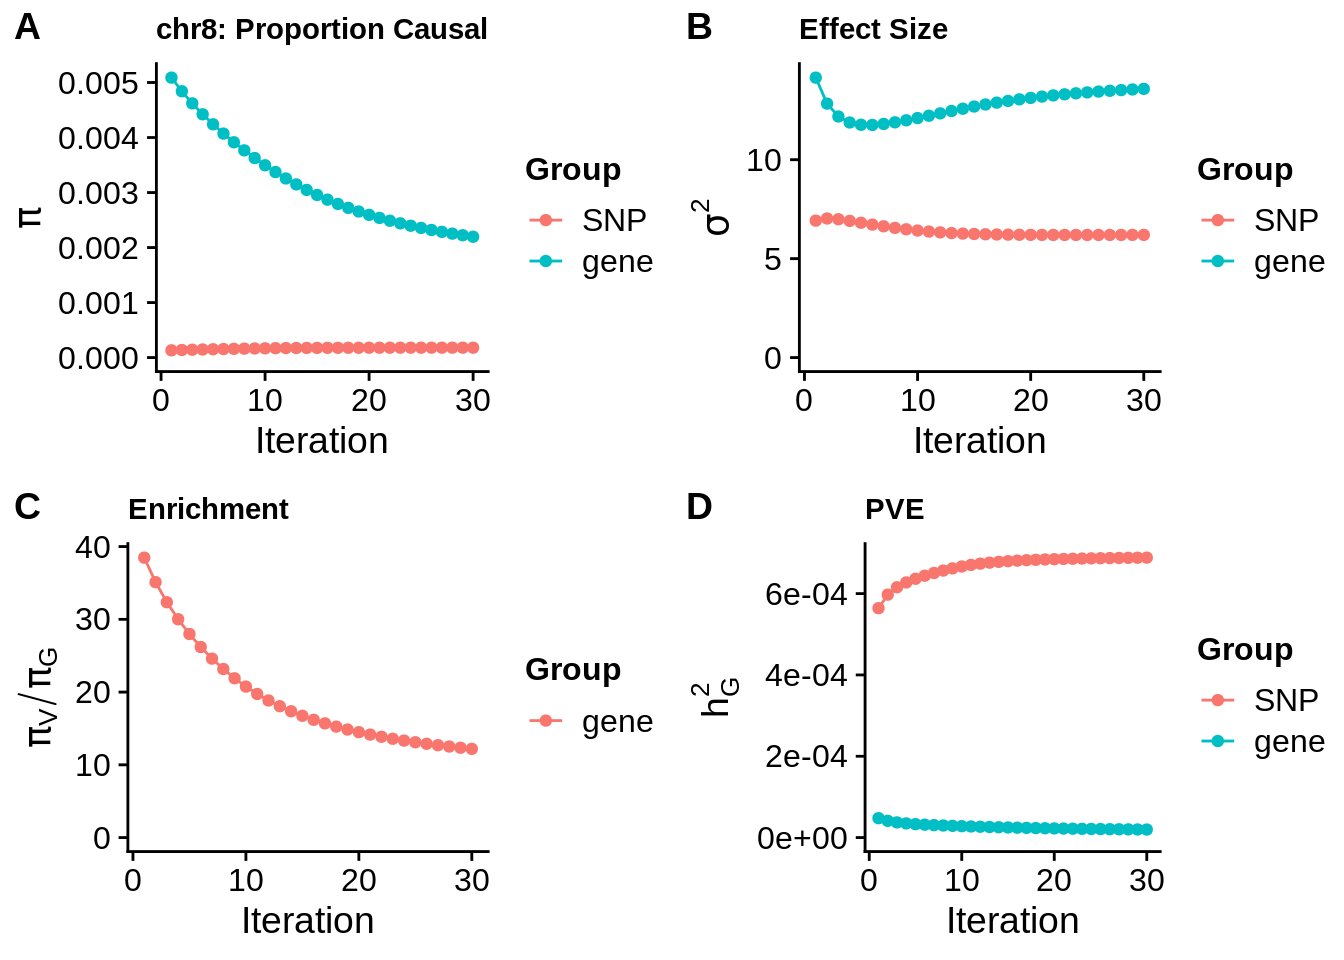 A
chr8: Proportion Causal
0.005
0.004
0.003
0.002
0.001
0.000
π
0 10 20 30
Iteration
Group
SNP
gene
B
Effect Size
10
5
0
σ²
0 10 20 30
Iteration
Group
SNP
gene
C
Enrichment
40
30
20
10
0
πV/πG
0 10 20 30
Iteration
Group
gene
D
PVE
6e-04
4e-04
2e-04
0e+00
h²G
0 10 20 30
Iteration
Group
SNP
gene